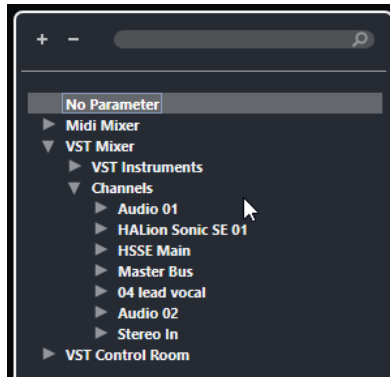 + -
No Parameter
Midi Mixer
VST Mixer
VST Instruments
Channels
Audio 01
HALion Sonic SE 01
HSSE Main
Master Bus
04 lead vocal
Audio 02
Stereo In
VST Control Room